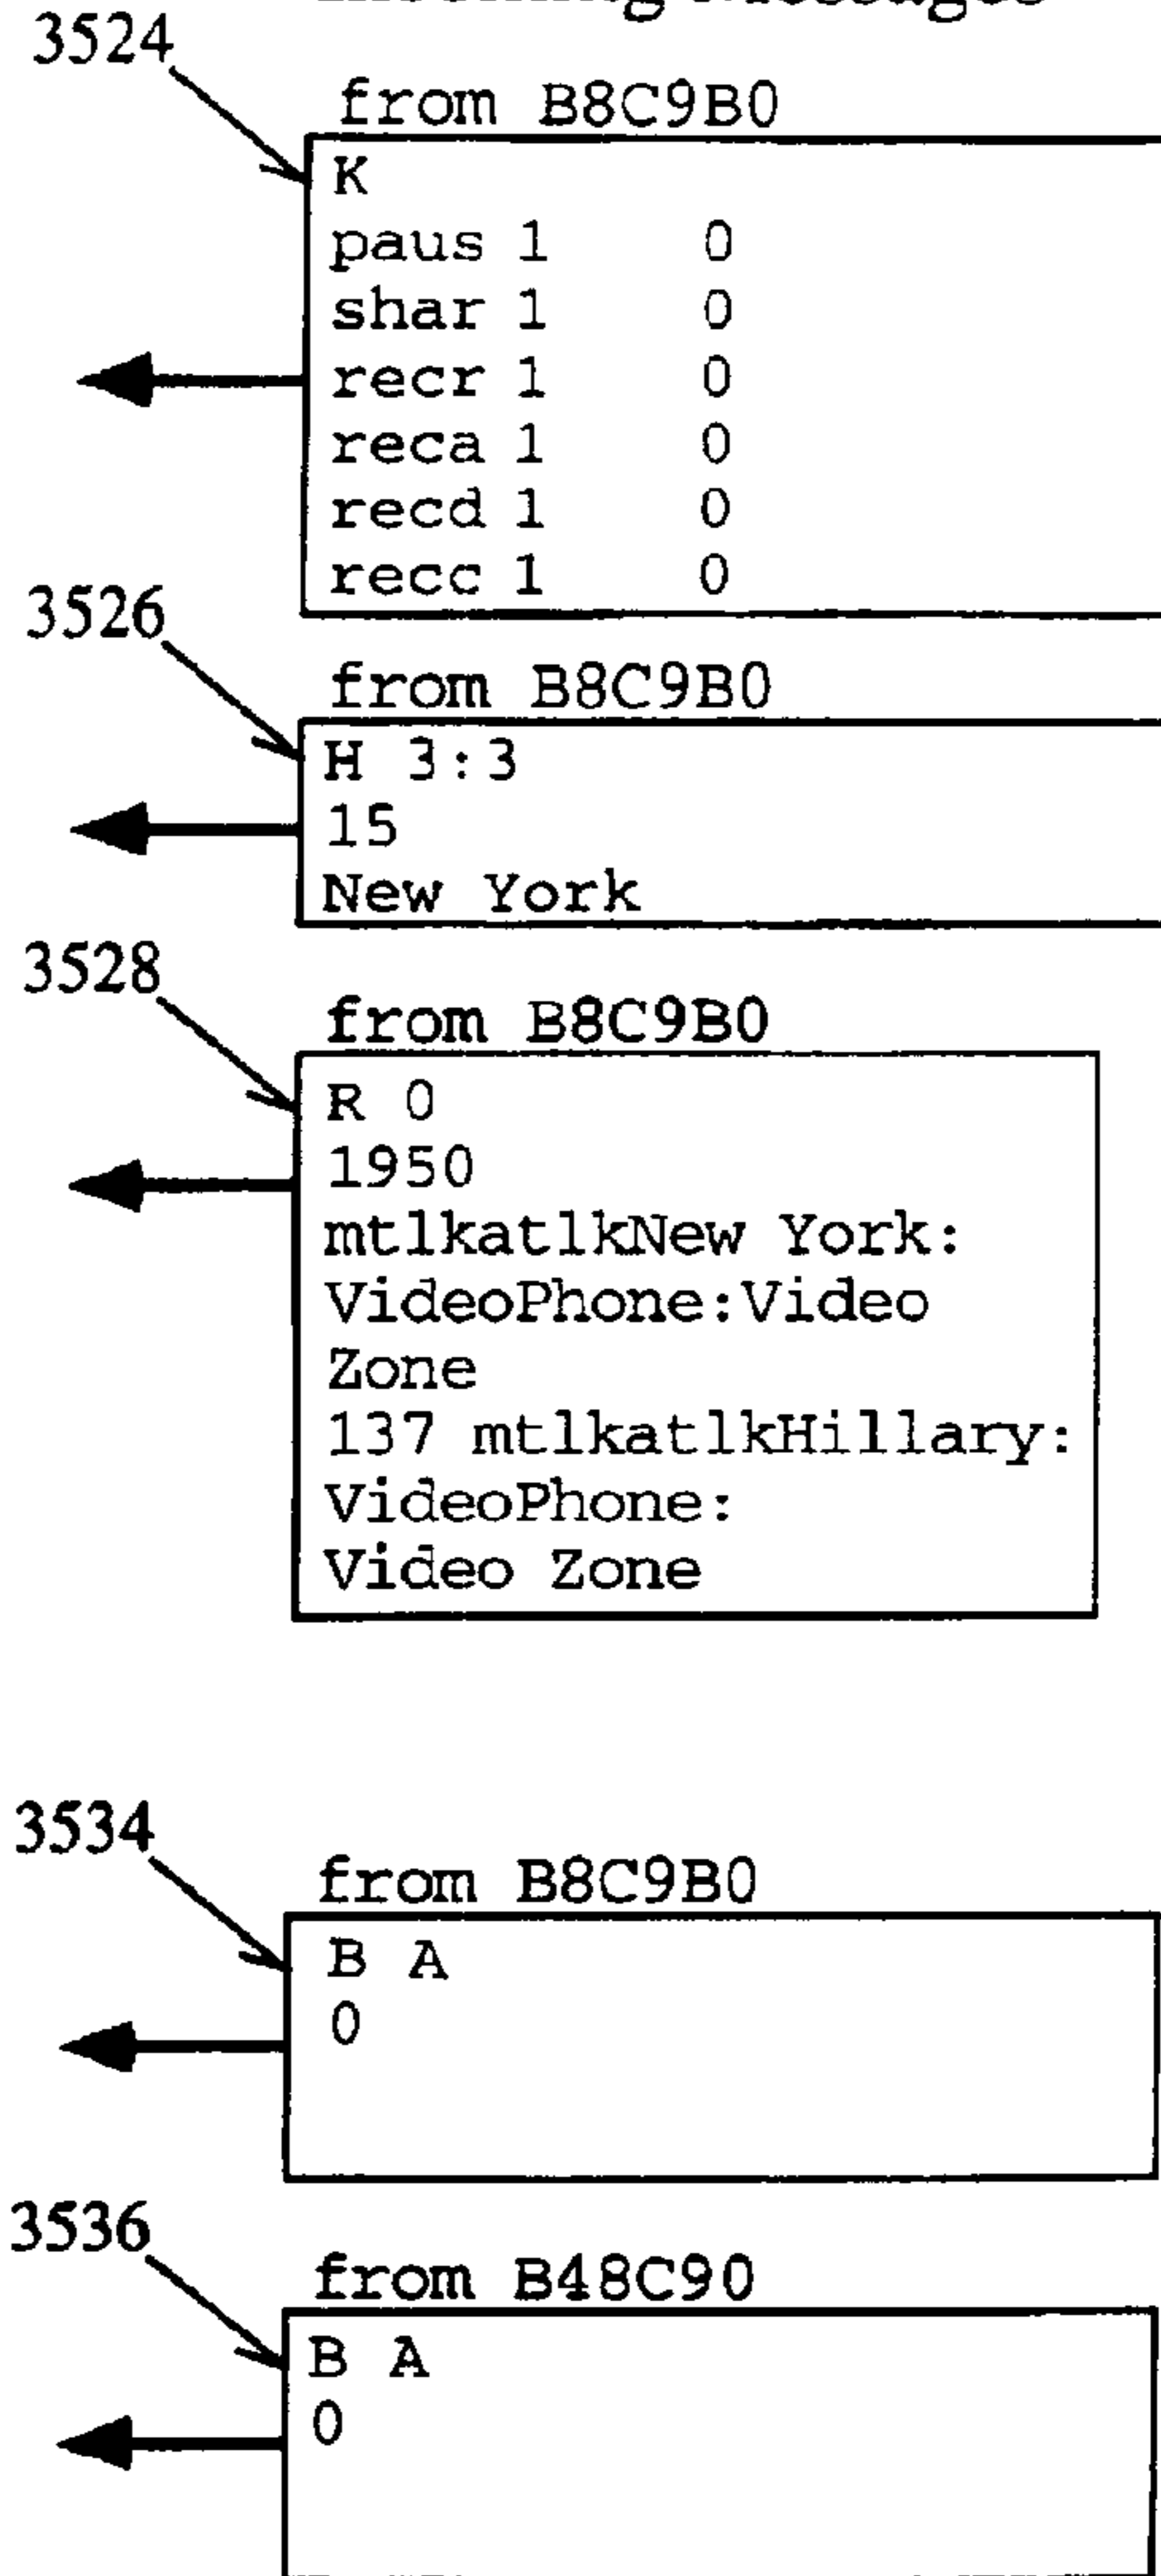 Incoming Messages
3524
from B8C9B0
K
paus 1 0
shar 1 0
recr 1 0
reca 1 0
recd 1 0
recc 1 0
3526
from B8C9B0
H 3:3
15
New York
3528
from B8C9B0
R 0
1950
mtlkatlkNew York:
VideoPhone:Video
Zone
137 mtlkatlkHillary:
VideoPhone:
Video Zone
3534
from B8C9B0
B A
0
3536
from B48C90
B A
0